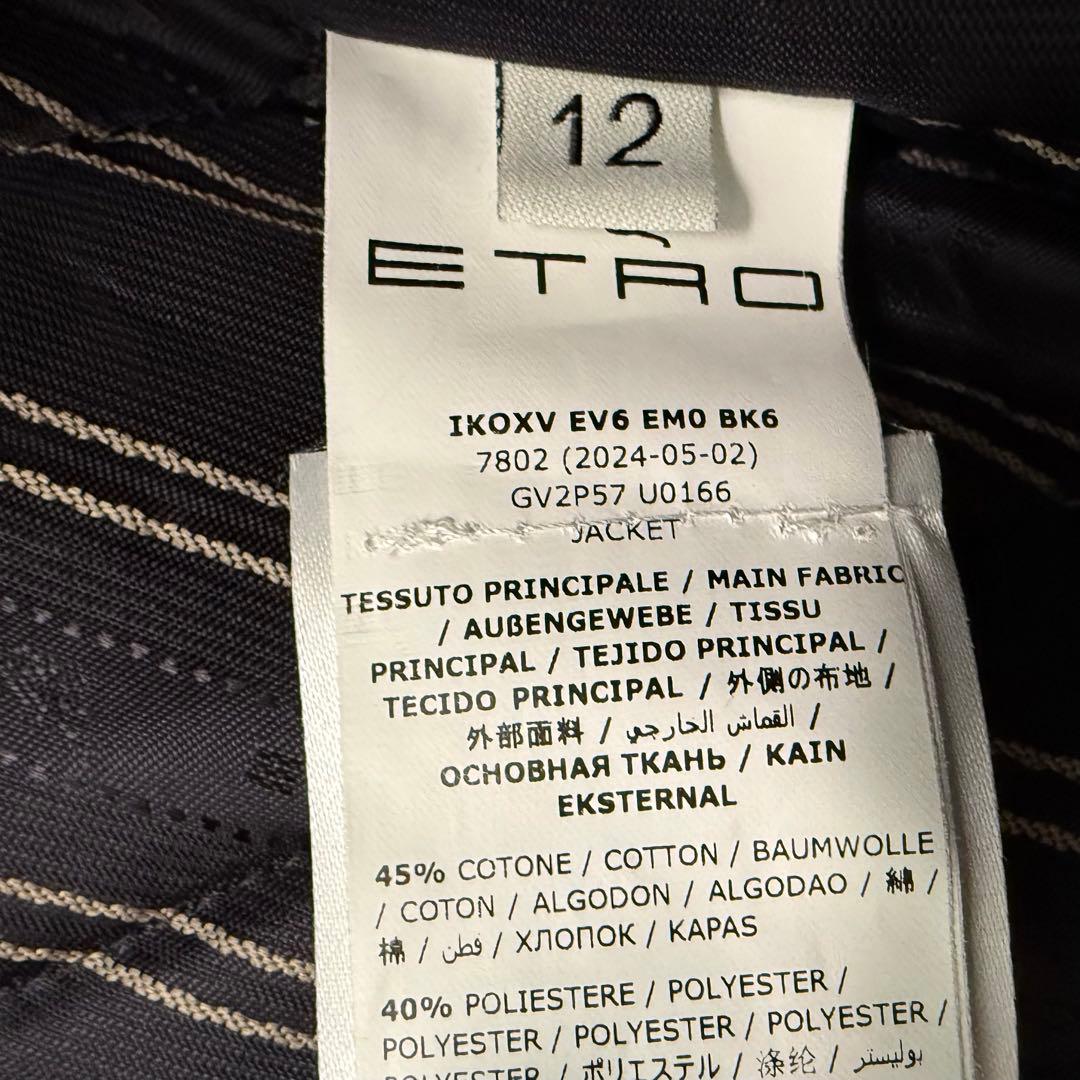 12
ETRO
IKOXV EV6 EM0 BK6
7802 (2024-05-02)
GV2P57 U0166
JACKET
TESSUTO PRINCIPALE / MAIN FABRIC
/ AUßENGEWEBE / TISSU
PRINCIPAL / TEJIDO PRINCIPAL /
TECIDO PRINCIPAL / 外側の布地 /
外部面料 / القماش الخارجي /
ОСНОВНАЯ ТКАНЬ / KAIN
EKSTERNAL
45% COTONE / COTTON / BAUMWOLLE
/ COTON / ALGODON / ALGODAO / 綿 /
棉 / قطن / ХЛОПОК / KAPAS
40% POLIESTERE / POLYESTER /
POLYESTER / POLYESTER / POLYESTER /
POLYESTER / ポリエステル / 涤纶 / بوليستر